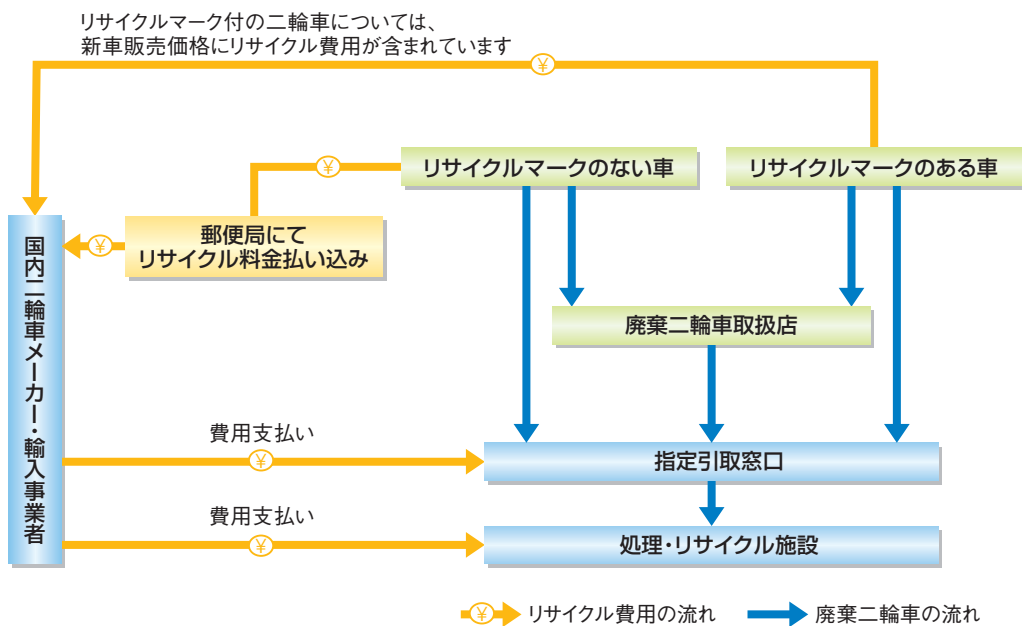 リサイクルマーク付の二輪車については、
新車販売価格にリサイクル費用が含まれています
¥
¥
リサイクルマークのない車
リサイクルマークのある車
郵便局にて
リサイクル料金払い込み
¥
国内二輪車メーカー・輸入事業者
廃棄二輪車取扱店
費用支払い
¥
指定引取窓口
費用支払い
¥
処理・リサイクル施設
¥ リサイクル費用の流れ
廃棄二輪車の流れ